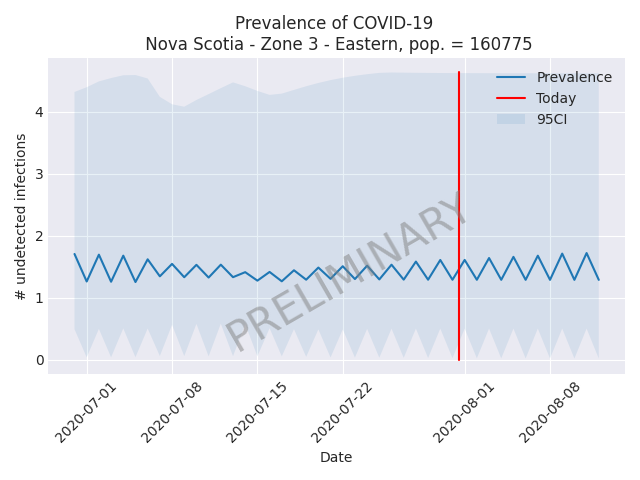 Prevalence of COVID-19
Nova Scotia - Zone 3 - Eastern, pop. = 160775
Prevalence
Today
95CI
# undetected infections
4
3
2
1
0
PRELIMINARY
2020-07-01
2020-07-08
2020-07-15
2020-07-22
2020-08-01
2020-08-08
Date